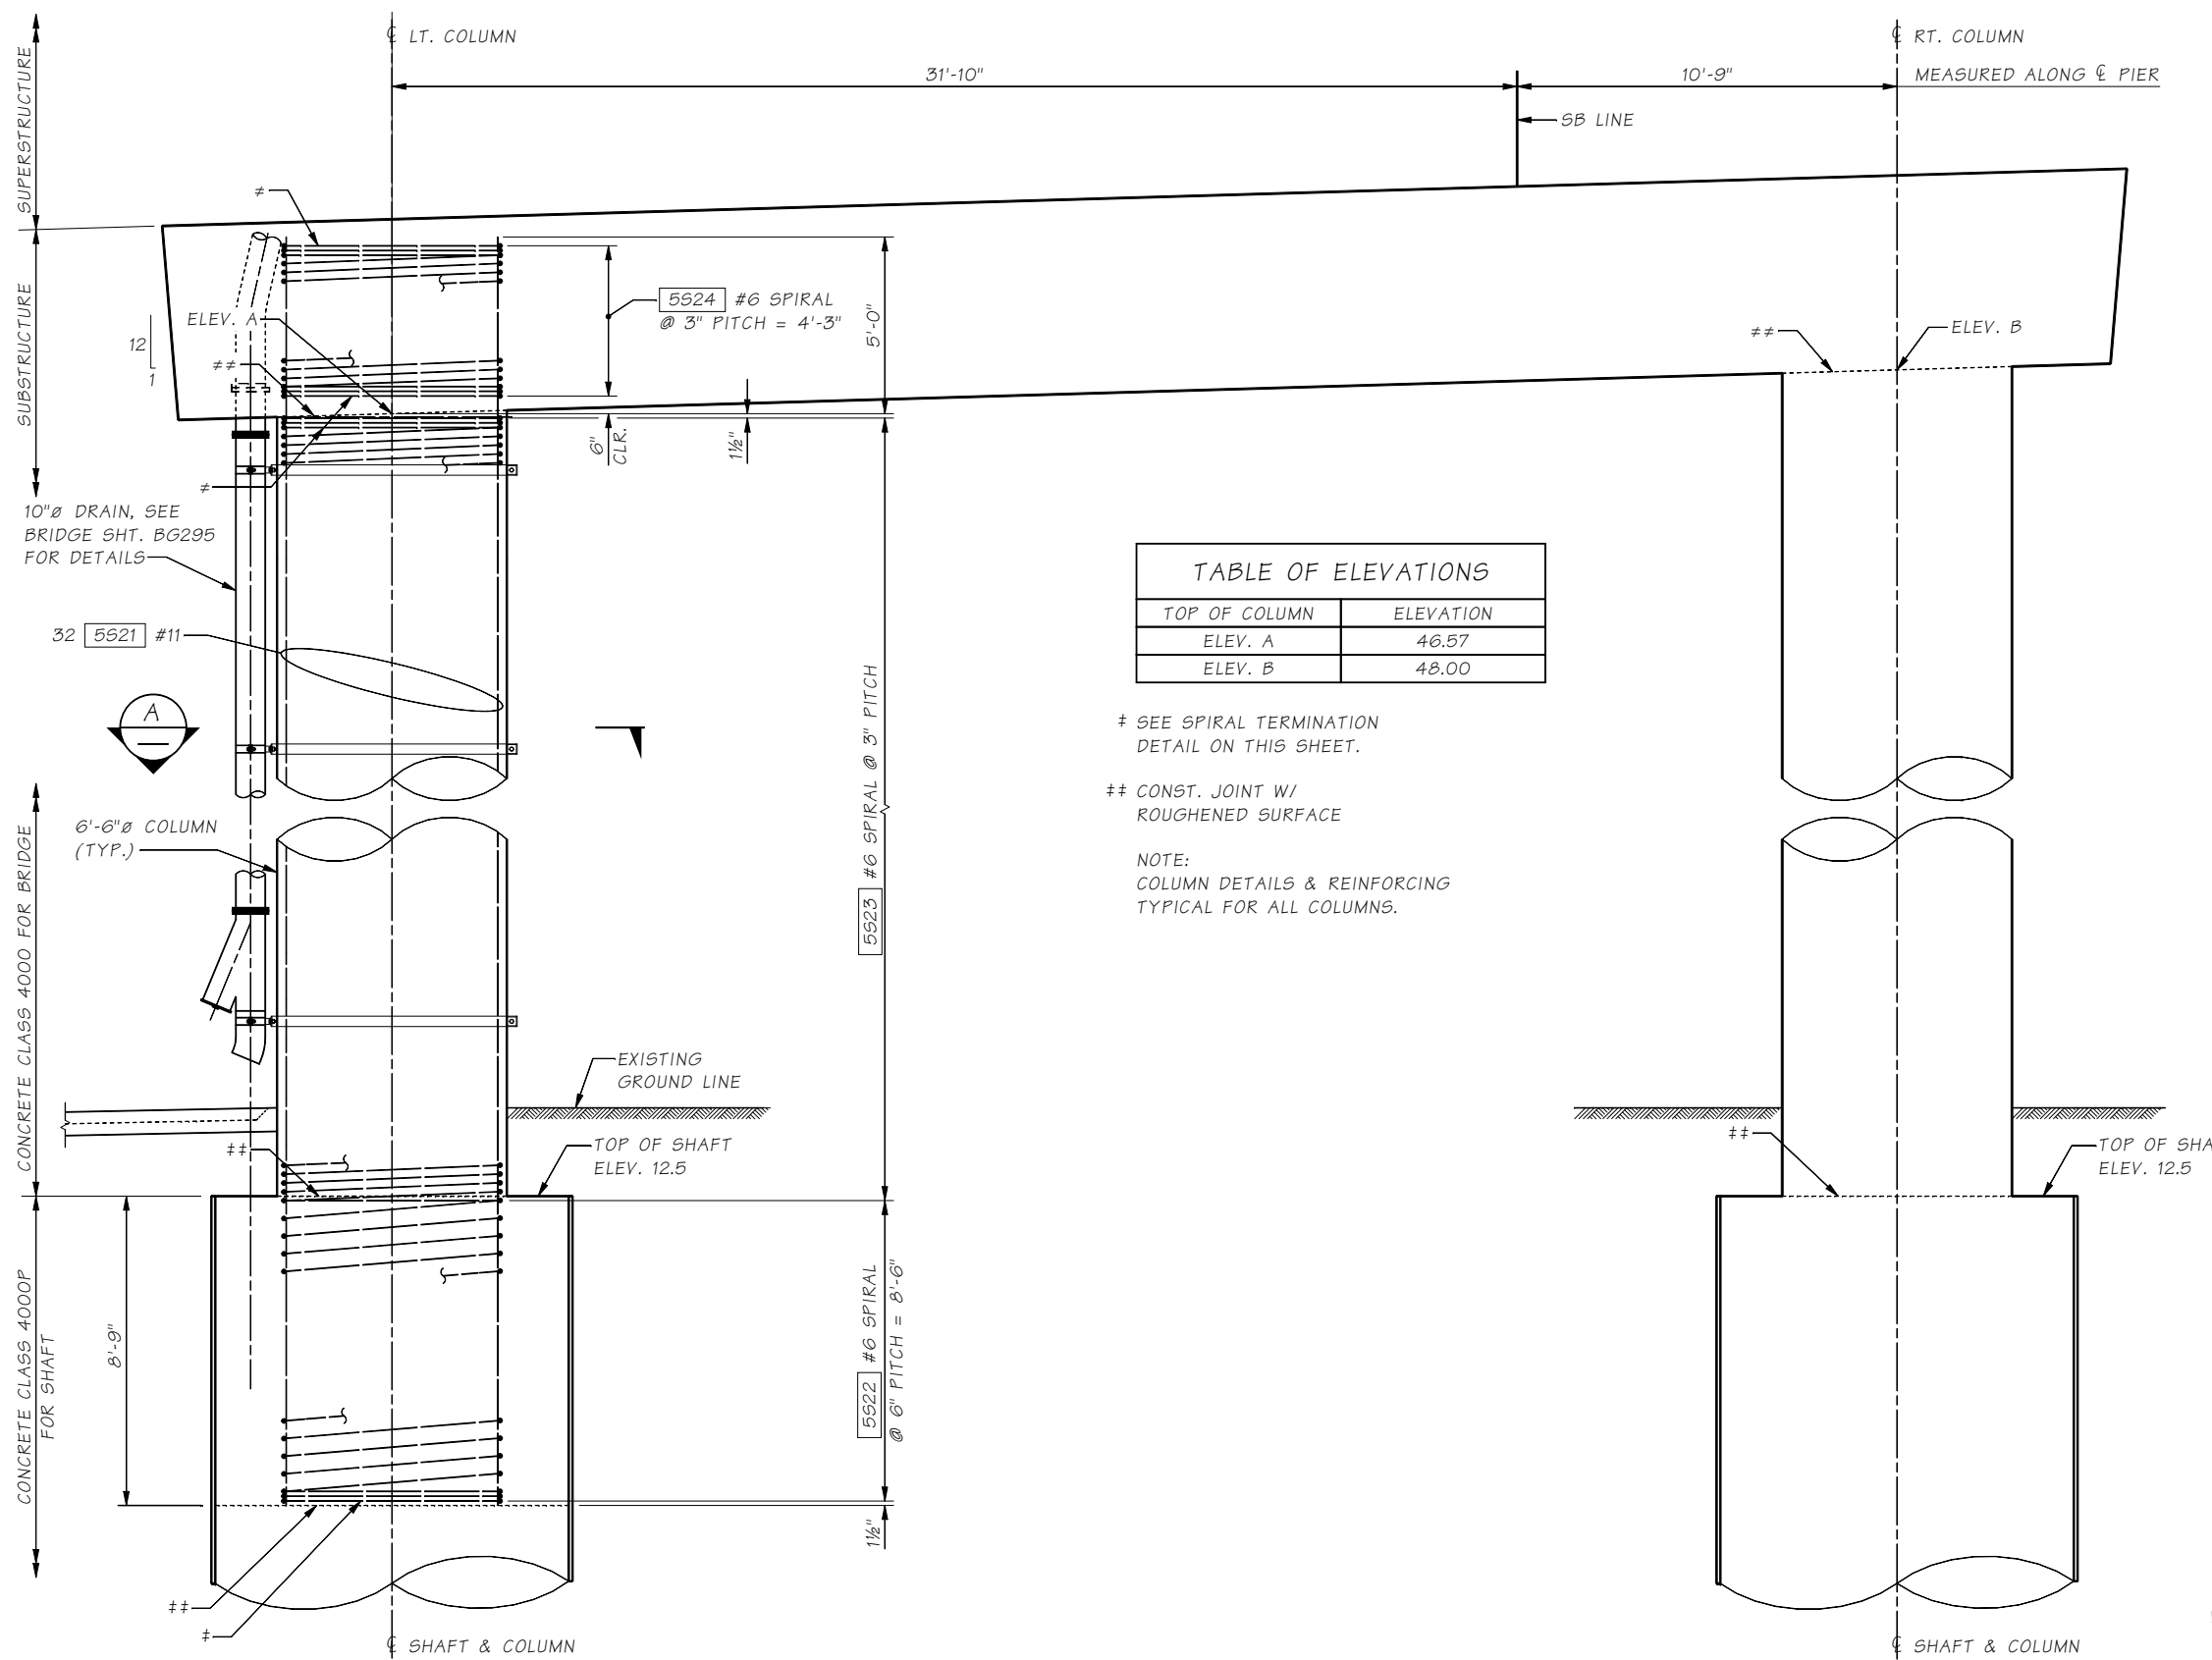 ℄ LT. COLUMN
℄ RT. COLUMN
31'-10"
10'-9"
MEASURED ALONG ℄ PIER
SB LINE
SUPERSTRUCTURE
SUBSTRUCTURE
≠
5S24 #6 SPIRAL
@ 3" PITCH = 4'-3"
5'-0"
ELEV. A
12
1
≠≠
≠≠
ELEV. B
6"
CLR.
1½"
≠
10"ø DRAIN, SEE
BRIDGE SHT. BG295
FOR DETAILS
32 5S21 #11
A
TABLE OF ELEVATIONS
TOP OF COLUMN ELEVATION
ELEV. A 46.57
ELEV. B 48.00
‡ SEE SPIRAL TERMINATION
DETAIL ON THIS SHEET.
‡‡ CONST. JOINT W/
ROUGHENED SURFACE
NOTE:
COLUMN DETAILS & REINFORCING
TYPICAL FOR ALL COLUMNS.
5S23 #6 SPIRAL @ 3" PITCH
6'-6"ø COLUMN
(TYP.)
CONCRETE CLASS 4000 FOR BRIDGE
EXISTING
GROUND LINE
‡‡
TOP OF SHAFT
ELEV. 12.5
‡‡
TOP OF SHA
ELEV. 12.5
CONCRETE CLASS 4000P
FOR SHAFT
8'-9"
5S22 #6 SPIRAL
@ 6" PITCH = 8'-6"
1½"
‡‡
‡
℄ SHAFT & COLUMN
℄ SHAFT & COLUMN